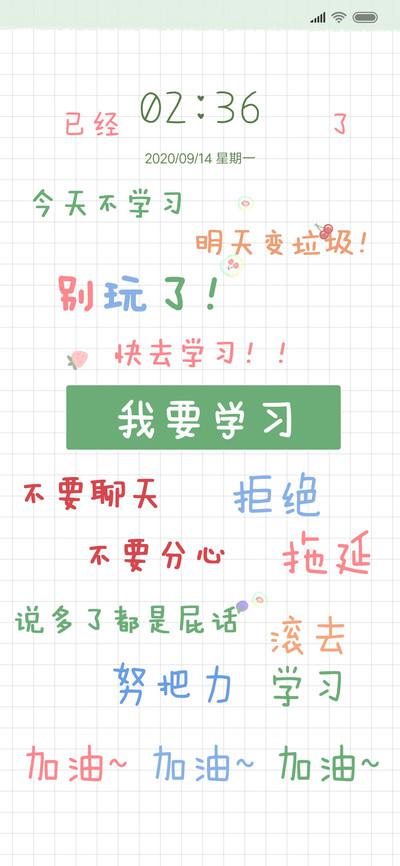 已经 02:36 了
2020/09/14 星期一
今天不学习
明天变垃圾!
别玩了!
快去学习!!
我要学习
不要聊天 拒绝
不要分心 拖延
说多了都是屁话
滚去
努把力 学习
加油~ 加油~ 加油~